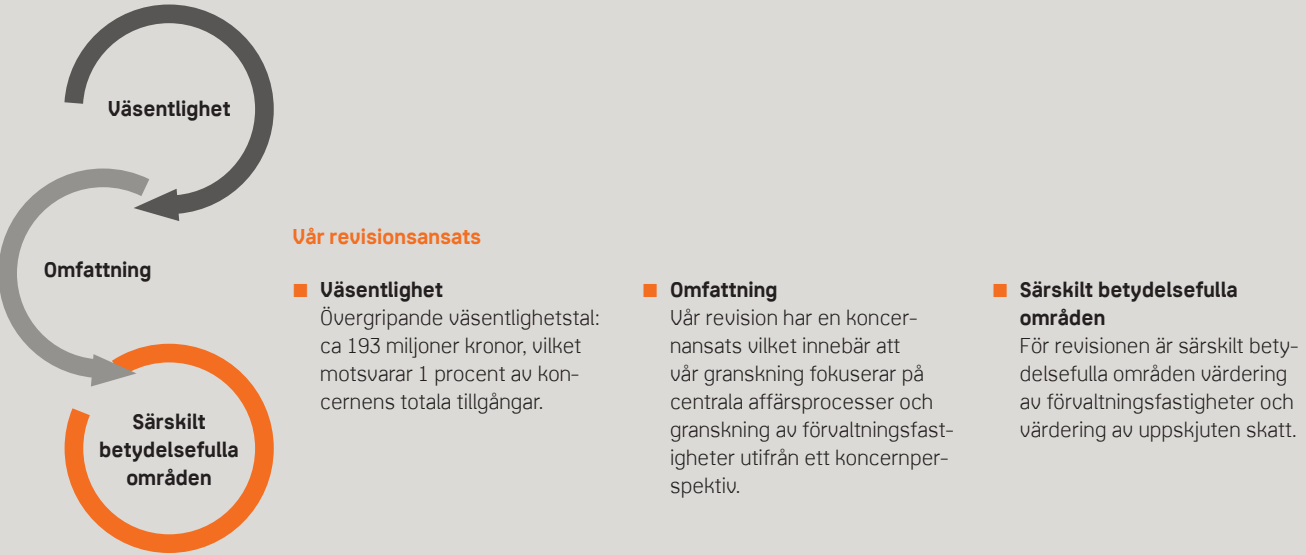 Väsentlighet
Omfattning
Särskilt
betydelsefulla
områden
Vår revisionsansats
Väsentlighet
Övergripande väsentlighetstal:
ca 193 miljoner kronor, vilket
motsvarar 1 procent av kon-
cernens totala tillgångar.
Omfattning
Vår revision har en koncer-
nansats vilket innebär att
vår granskning fokuserar på
centrala affärsprocesser och
granskning av förvaltningsfast-
igheter utifrån ett koncernper-
spektiv.
Särskilt betydelsefulla
områden
För revisionen är särskilt bety-
delsefulla områden värdering
av förvaltningsfastigheter och
värdering av uppskjuten skatt.